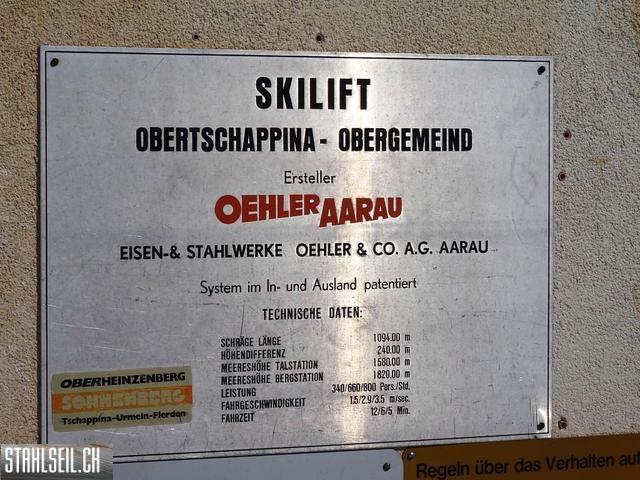 SKILIFT
OBERTSCHAPPINA - OBERGEMEIND
Ersteller
OEHLER AARAU
EISEN-& STAHLWERKE OEHLER & CO. A.G. AARAU
System im In- und Ausland patentiert
TECHNISCHE DATEN:
SCHRÄGE LÄNGE 1094.00 m
HÖHENDIFFERENZ 240.00 m
MEERESHÖHE TALSTATION 1580.00 m
MEERESHÖHE BERGSTATION 1820.00 m
LEISTUNG 340/660/800 Pers./Std.
FAHRGESCHWINDIGKEIT 1.5/2.9/3.5 m/sec.
FAHRZEIT 12/6/5 Min.
OBERHEINZENBERG
SONNENBERG
Tschappina-Urmein-Flerden
STAHLSEIL.CH
Regeln über das Verhalten auf